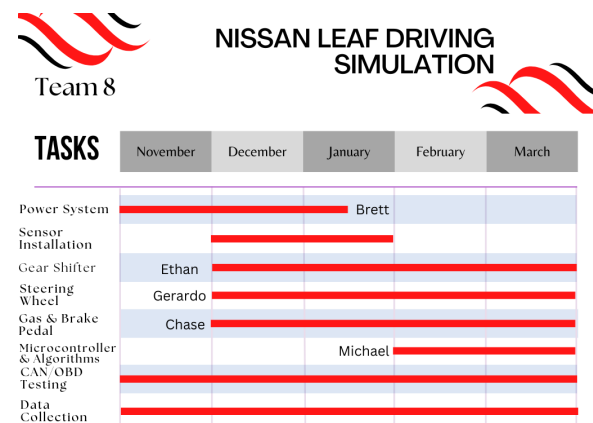 NISSAN LEAF DRIVING
SIMULATION
Team 8
TASKS
November December January February March
Power System Brett
Sensor
Installation
Gear Shifter Ethan
Steering
Wheel Gerardo
Gas & Brake
Pedal Chase
Microcontroller
& Algorithms Michael
CAN/OBD
Testing
Data
Collection